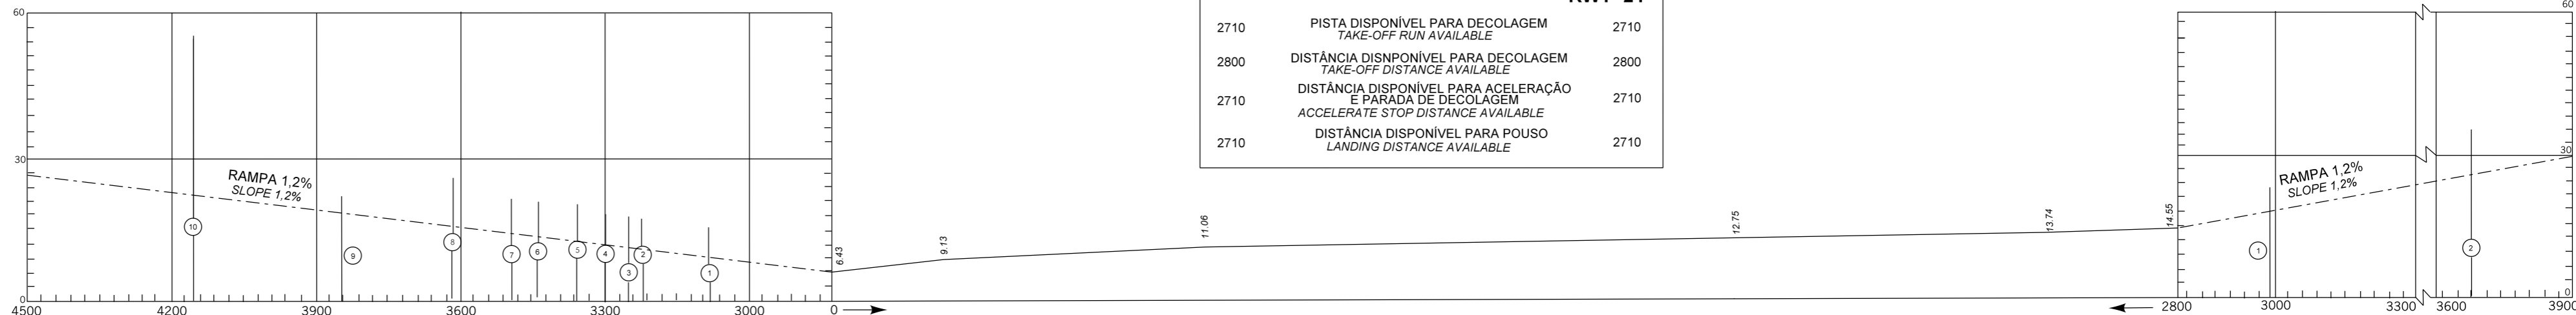 60
30
0
4500 4200 3900 3600 3300 3000 0
RAMPA 1,2%
SLOPE 1,2%
10 9 8 7 6 5 4 3 2 1
6.43 9.13 11.06 12.75 13.74 14.55
2710 PISTA DISPONÍVEL PARA DECOLAGEM 2710
TAKE-OFF RUN AVAILABLE
2800 DISTÂNCIA DISNPONÍVEL PARA DECOLAGEM 2800
TAKE-OFF DISTANCE AVAILABLE
DISTÂNCIA DISPONÍVEL PARA ACELERAÇÃO
2710 E PARADA DE DECOLAGEM 2710
ACCELERATE STOP DISTANCE AVAILABLE
2710 DISTÂNCIA DISPONÍVEL PARA POUSO 2710
LANDING DISTANCE AVAILABLE
60
30
0
RAMPA 1,2%
SLOPE 1,2%
1 2
2800 3000 3300 3600 3900